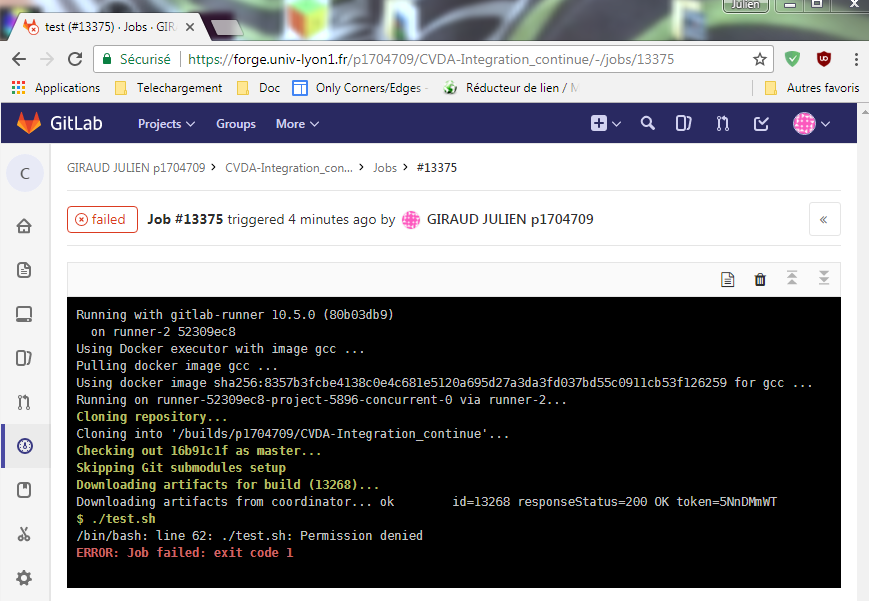 Julien
test (#13375) · Jobs · GIR
Sécurisé
https://forge.univ-lyon1.fr/p1704709/CVDA-Integration_continue/-/jobs/13375
Applications
Telechargement
Doc
Only Corners/Edges -
Réducteur de lien / M
Autres favoris
GitLab
Projects
Groups
More
C
GIRAUD JULIEN p1704709 > CVDA-Integration_con... > Jobs > #13375
failed
Job #13375 triggered 4 minutes ago by GIRAUD JULIEN p1704709
«
Running with gitlab-runner 10.5.0 (80b03db9)
on runner-2 52309ec8
Using Docker executor with image gcc ...
Pulling docker image gcc ...
Using docker image sha256:8357b3fcbe4138c0e4c681e5120a695d27a3da3fd037bd55c0911cb53f126259 for gcc ...
Running on runner-52309ec8-project-5896-concurrent-0 via runner-2...
Cloning repository...
Cloning into '/builds/p1704709/CVDA-Integration_continue'...
Checking out 16b91c1f as master...
Skipping Git submodules setup
Downloading artifacts for build (13268)...
Downloading artifacts from coordinator... ok id=13268 responseStatus=200 OK token=5NnDMmWT
$ ./test.sh
/bin/bash: line 62: ./test.sh: Permission denied
ERROR: Job failed: exit code 1